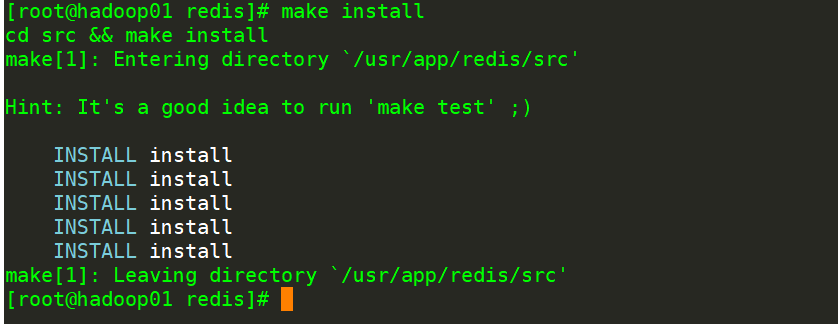 [root@hadoop01 redis]# make install
cd src && make install
make[1]: Entering directory `/usr/app/redis/src'
Hint: It's a good idea to run 'make test' ;)
INSTALL install
INSTALL install
INSTALL install
INSTALL install
INSTALL install
make[1]: Leaving directory `/usr/app/redis/src'
[root@hadoop01 redis]#